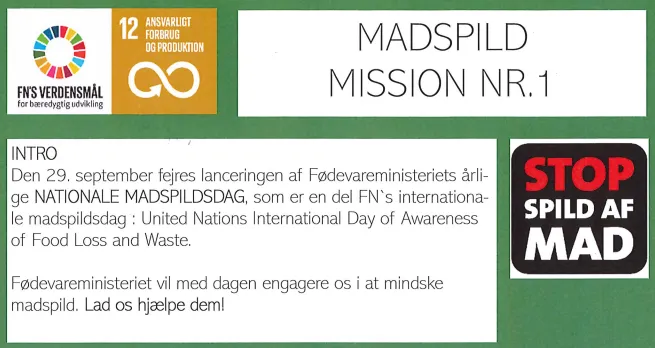 FN'S VERDENSMÅL
for bæredygtig udvikling
12 ANSVARLIGT
FORBRUG
OG PRODUKTION
MADSPILD
MISSION NR.1
INTRO
Den 29. september fejres lanceringen af Fødevareministeriets årli-
ge NATIONALE MADSPILDSDAG, som er en del FN`s internationa-
le madspildsdag : United Nations International Day of Awareness
of Food Loss and Waste.
Fødevareministeriet vil med dagen engagere os i at mindske
madspild. Lad os hjælpe dem!
STOP
SPILD AF
MAD